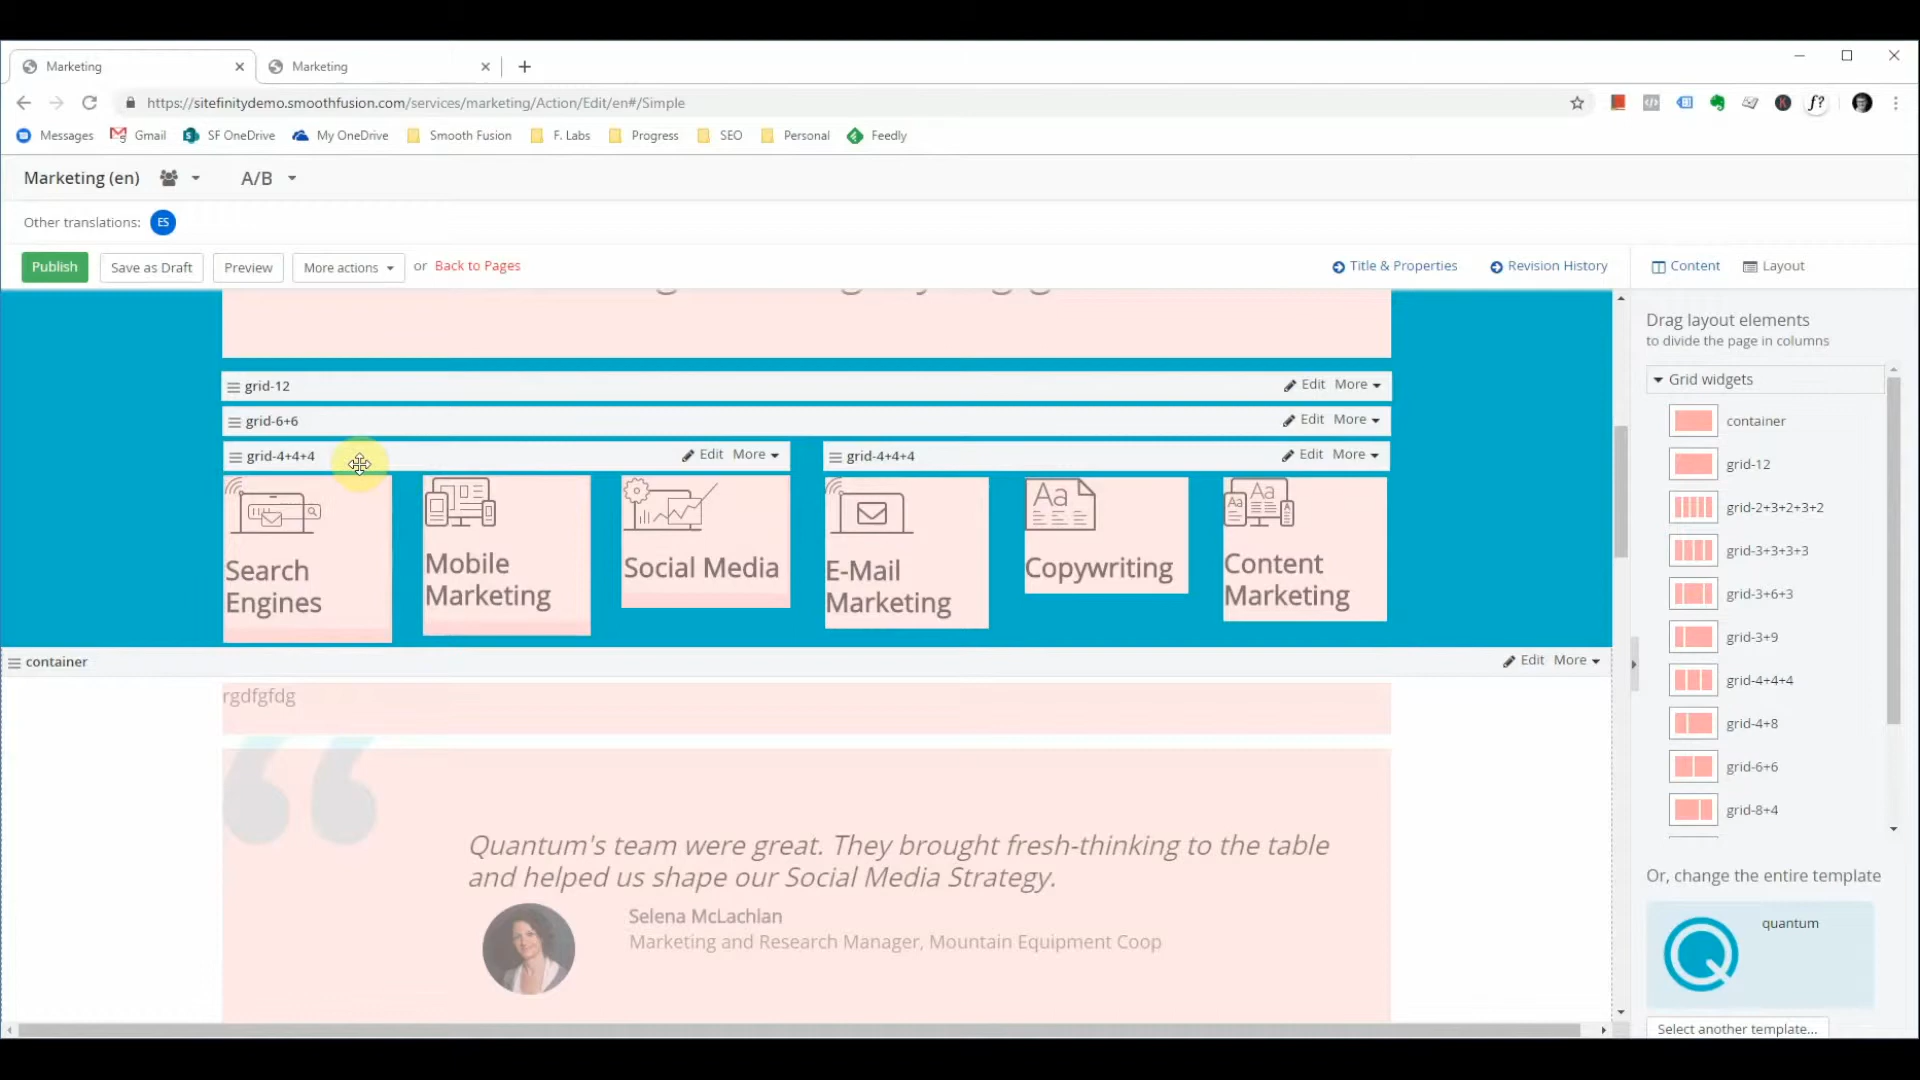 Marketing
Marketing
https://sitefinitydemo.smoothfusion.com/services/marketing/Action/Edit/en#/Simple
f?
Messages
Gmail
SF OneDrive
My OneDrive
Smooth Fusion
F. Labs
Progress
SEO
Personal
Feedly
Marketing (en)
A/B
Other translations:
ES
Publish
Save as Draft
Preview
More actions
or
Back to Pages
Title & Properties
Revision History
Content
Layout
grid-12
Edit More
grid-6+6
Edit More
grid-4+4+4
Edit More
grid-4+4+4
Edit More
Search
Engines
Mobile
Marketing
Social Media
E-Mail
Marketing
Aa
Copywriting
Aa
Aa
Content
Marketing
container
Edit More
rgdfgfdg
“
Quantum's team were great. They brought fresh-thinking to the table
and helped us shape our Social Media Strategy.
Selena McLachlan
Marketing and Research Manager, Mountain Equipment Coop
Drag layout elements
to divide the page in columns
Grid widgets
container
grid-12
grid-2+3+2+3+2
grid-3+3+3+3
grid-3+6+3
grid-3+9
grid-4+4+4
grid-4+8
grid-6+6
grid-8+4
Or, change the entire template
quantum
Select another template...